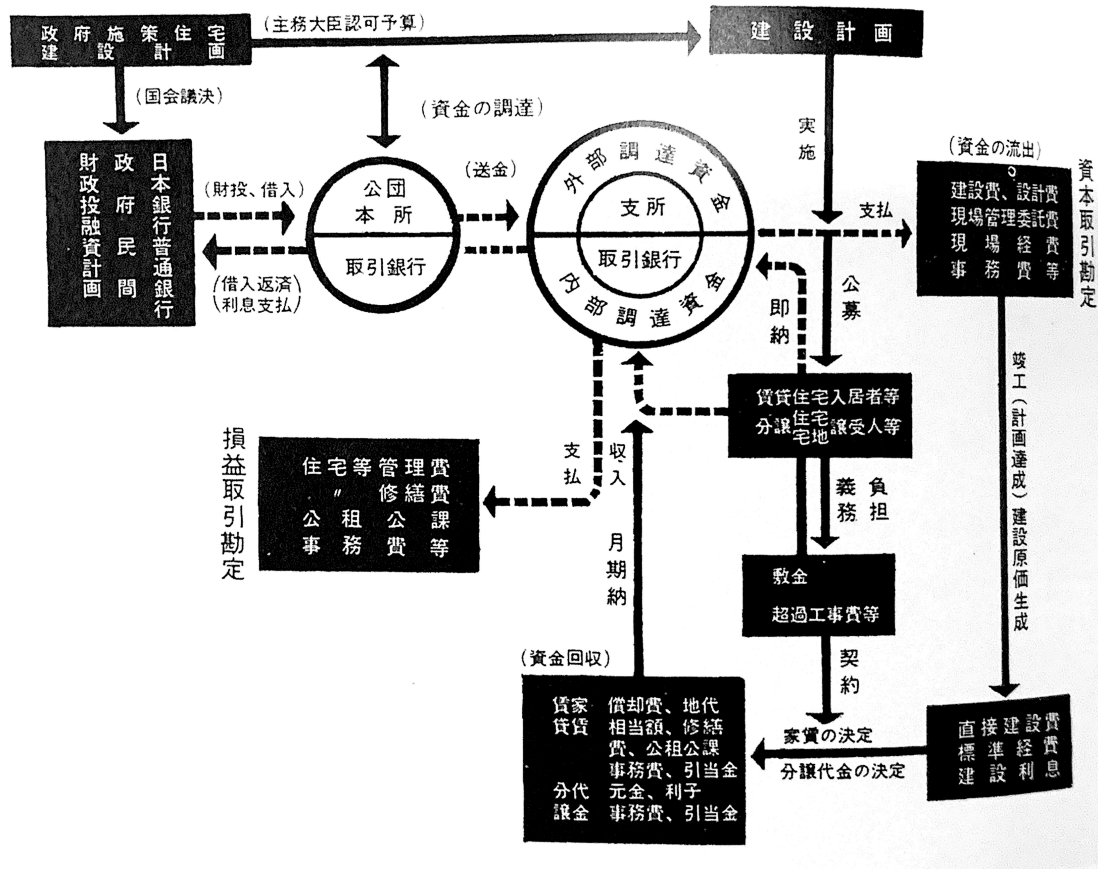 政府施策住宅
建設計画
(主務大臣認可予算)
建設計画
(国会議決)
(資金の調達)
実施
日本銀行普通銀行
政府民間
財政投融資計画
(財投、借入)
(借入返済
利息支払)
公団
本所
取引銀行
(送金)
外部調達資金
支所
取引銀行
内部調達資金
支払
(資金の流出)
建設費、設計費
現場管理委託費
現場経費
事務費等
資本取引勘定
公募
即納
賃貸住宅入居者等
分譲住宅宅地譲受人等
竣工(計画達成)建設原価生成
損益取引勘定
住宅等管理費
〃修繕費
公租公課
事務費等
支払
収入
負担
義務
敷金
超過工事費等
月期納
契約
(資金回収)
賃家 償却費、地代
貸賃 相当額、修繕
費、公租公課
事務費、引当金
分代 元金、利子
譲金 事務費、引当金
家賃の決定
分譲代金の決定
直接建設費
標準経費
建設利息